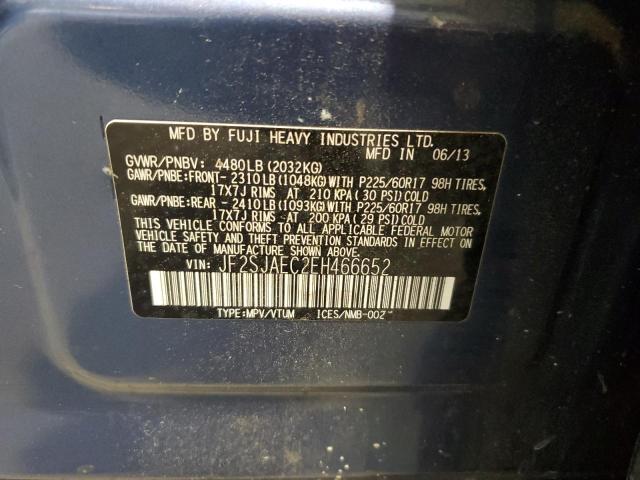 MFD BY FUJI HEAVY INDUSTRIES LTD.
MFD IN 06/13
GVWR/PNBV: 4480LB(2032KG)
GAWR/PNBE:FRONT-2310LB(1048KG)WITH P225/60R17 98H TIRES,
17X7J RIMS AT 210 KPA(30 PSI)COLD
GAWR/PNBE:REAR -2410LB(1093KG)WITH P225/60R17 98H TIRES,
17X7J RIMS AT 200 KPA(29 PSI)COLD
THIS VEHICLE CONFORMS TO ALL APPLICABLE FEDERAL MOTOR
VEHICLE SAFETY AND THEFT PREVENTION STANDARDS IN EFFECT ON
THE DATE OF MANUFACTURE SHOWN ABOVE.
VIN: JF2SJAEC2EH466652
TYPE:MPV/VTUM ICES/NMB-002